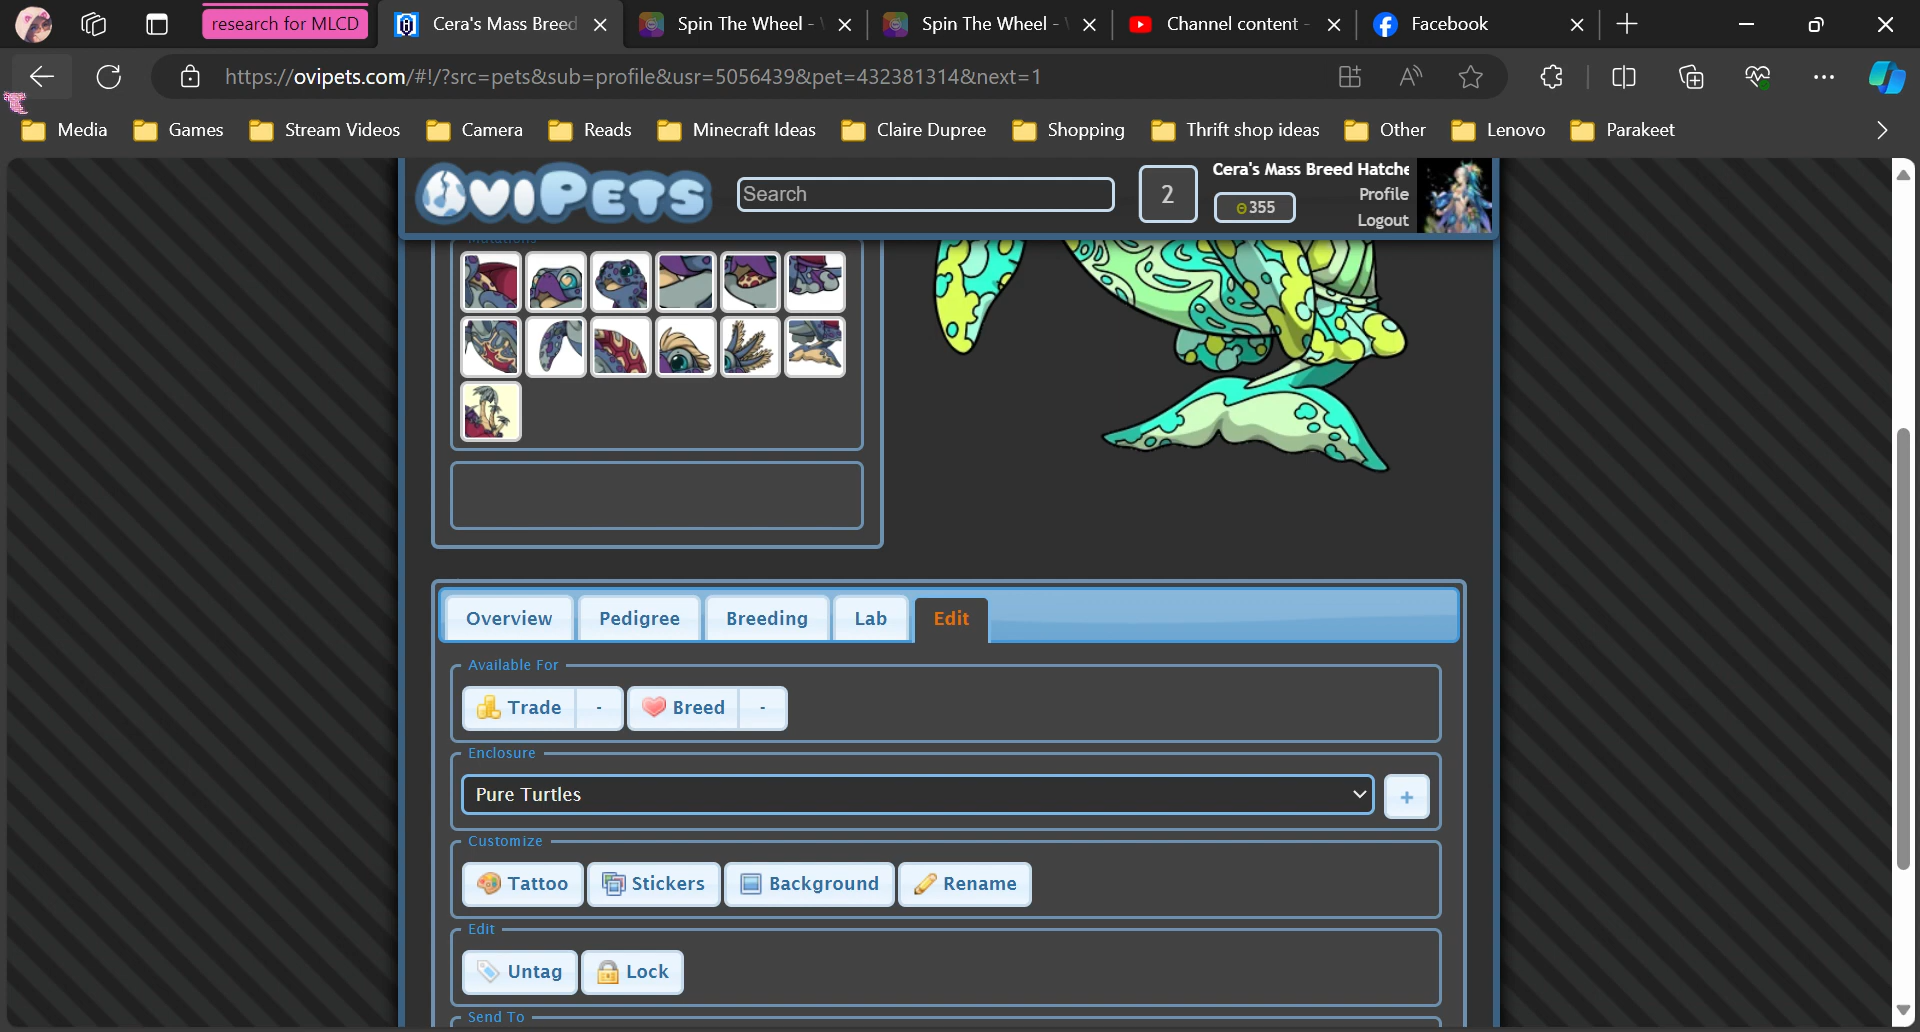 research for MLCD
Cera's Mass Breed
Spin The Wheel -
Spin The Wheel -
Channel content -
Facebook
https://ovipets.com/#!/?src=pets&sub=profile&usr=5056439&pet=432381314&next=1
Media
Games
Stream Videos
Camera
Reads
Minecraft Ideas
Claire Dupree
Shopping
Thrift shop ideas
Other
Lenovo
Parakeet
OviPets
Search
2
Cera's Mass Breed Hatche
355
Profile
Logout
Mutations
Overview
Pedigree
Breeding
Lab
Edit
Available For
Trade -
Breed -
Enclosure
Pure Turtles
+
Customize
Tattoo
Stickers
Background
Rename
Edit
Untag
Lock
Send To